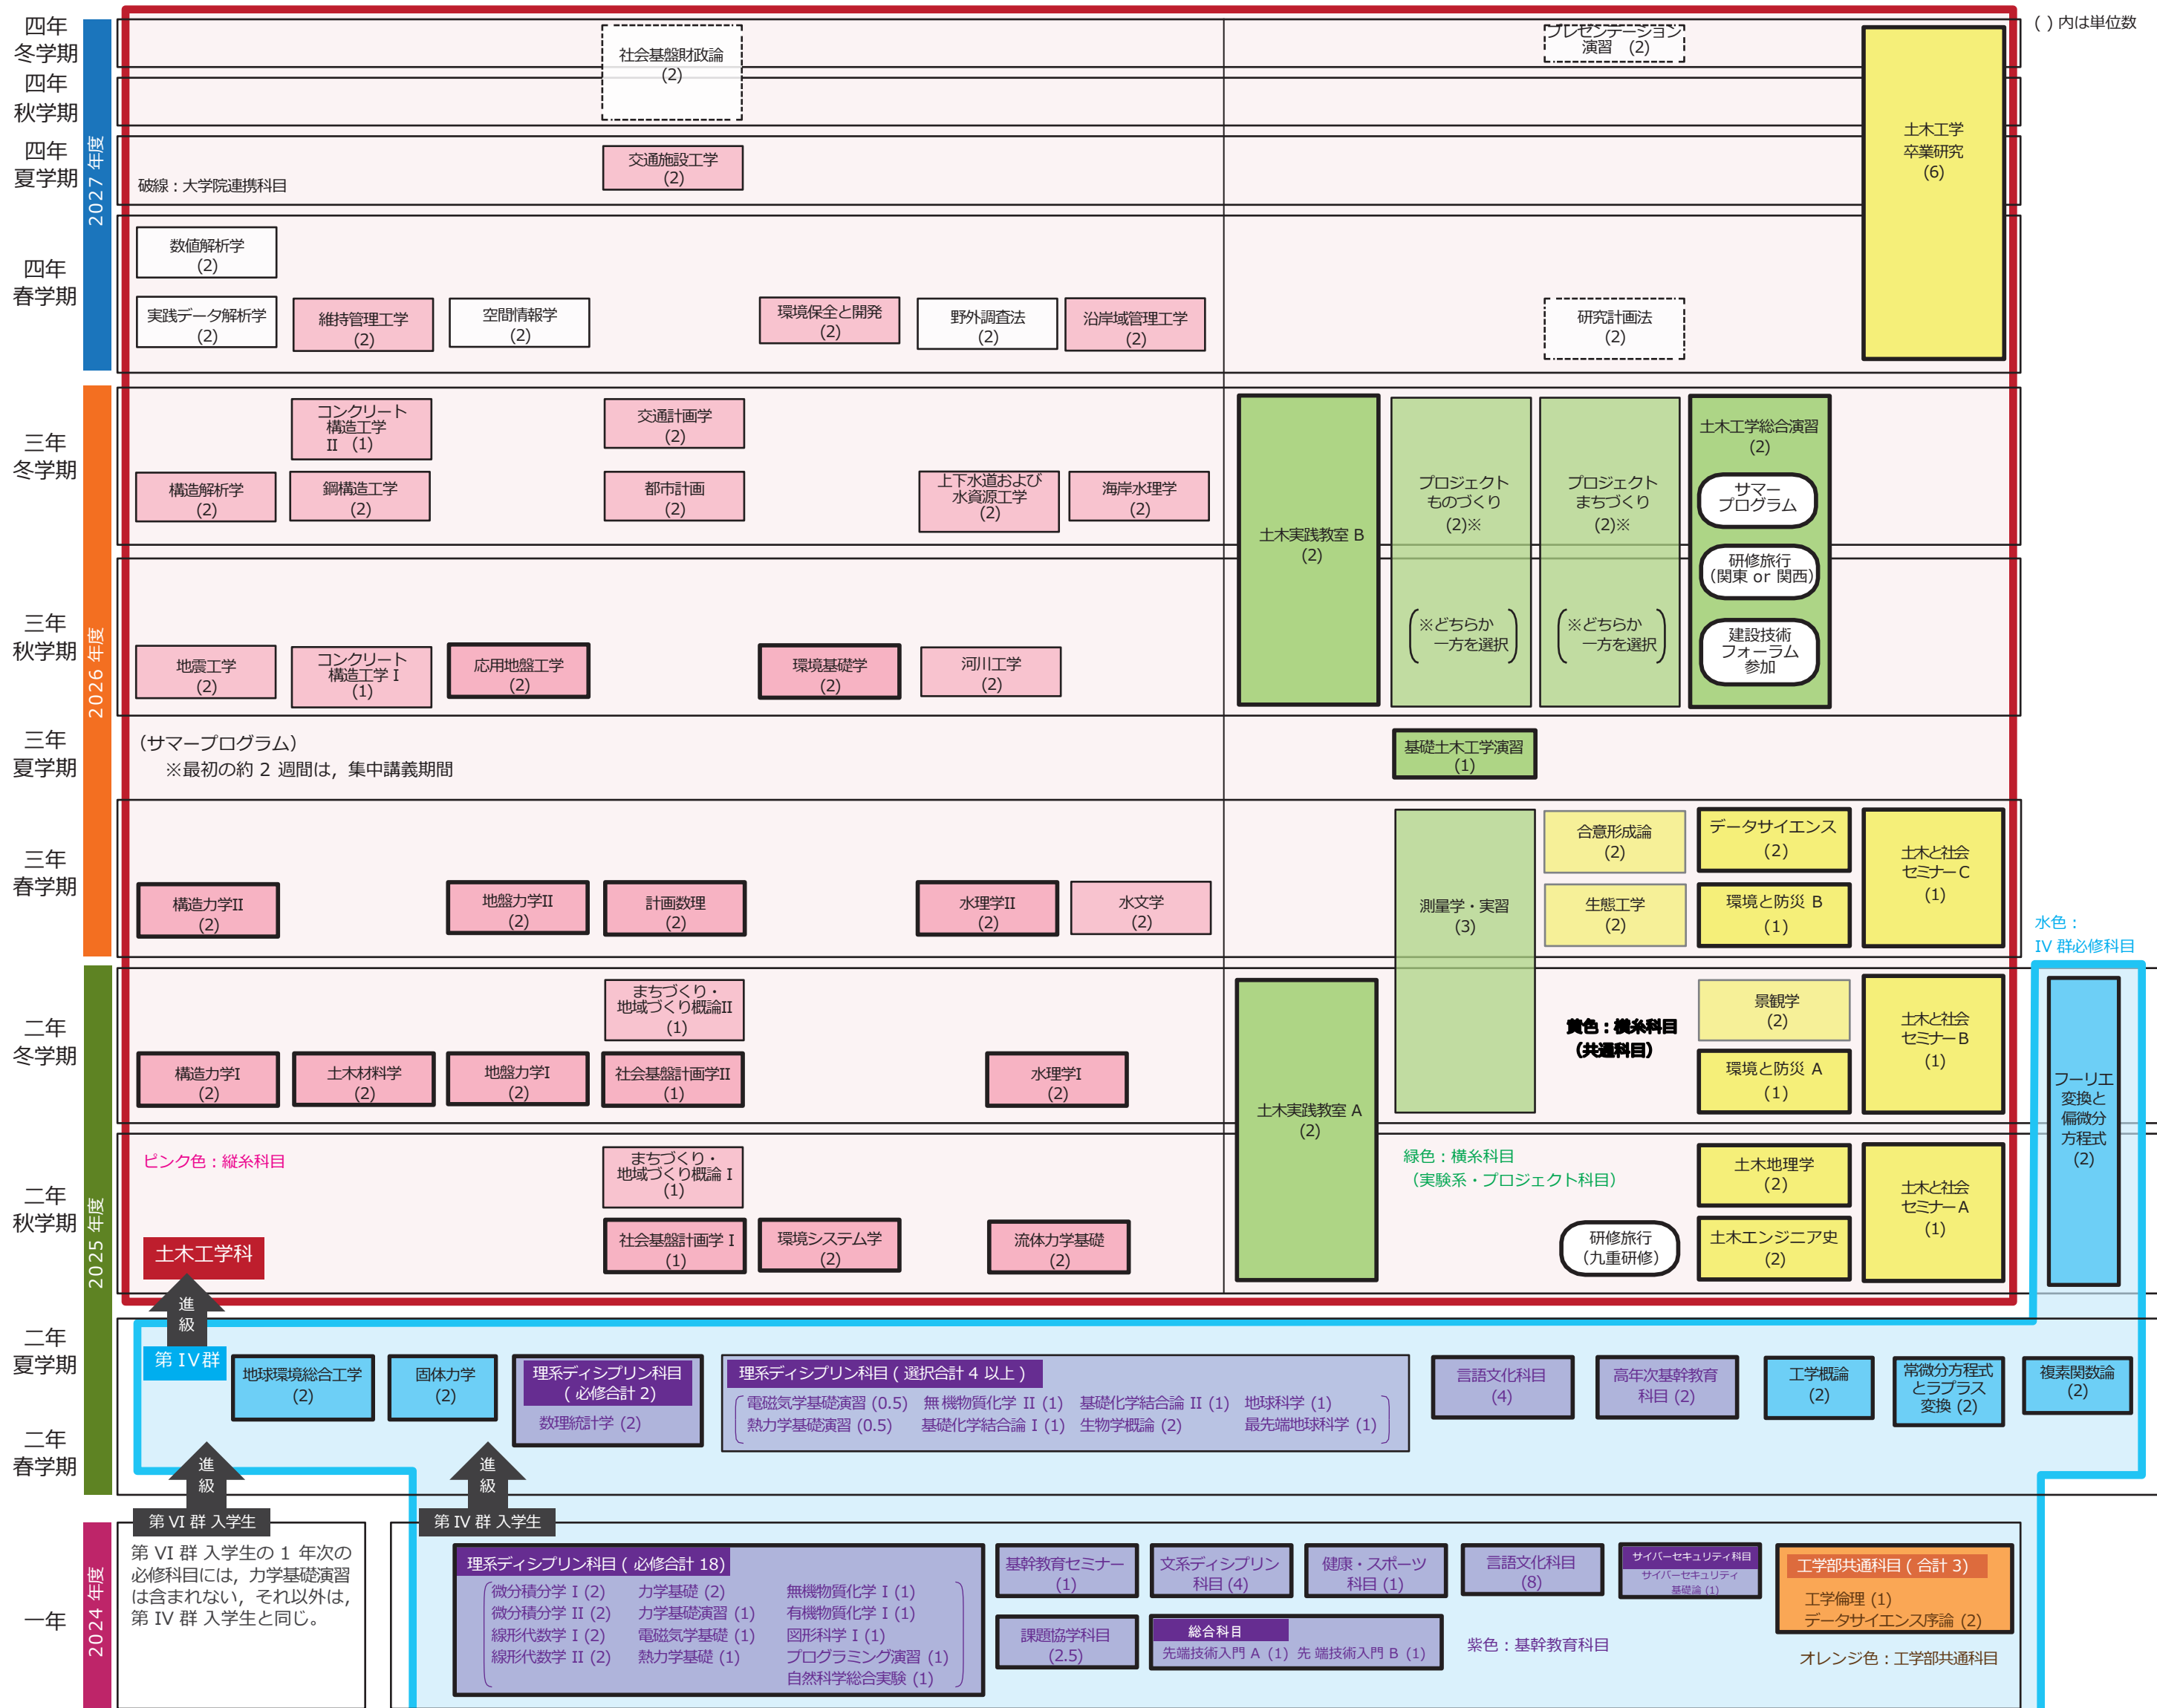 ( ) 内は単位数
四年
冬学期
四年
秋学期
社会基盤財政論
(2)
プレゼンテーション
演習 (2)
土木工学
卒業研究
(6)
2027 年度
四年
夏学期
破線：大学院連携科目
交通施設工学
(2)
四年
春学期
数値解析学
(2)
実践データ解析学
(2)
維持管理工学
(2)
空間情報学
(2)
環境保全と開発
(2)
野外調査法
(2)
沿岸域管理工学
(2)
研究計画法
(2)
2026 年度
三年
冬学期
コンクリート
構造工学
II (1)
交通計画学
(2)
構造解析学
(2)
鋼構造工学
(2)
都市計画
(2)
上下水道および
水資源工学
(2)
海岸水理学
(2)
土木実践教室 B
(2)
プロジェクト
ものづくり
(2)※
※どちらか
一方を選択
プロジェクト
まちづくり
(2)※
※どちらか
一方を選択
土木工学総合演習
(2)
サマー
プログラム
研修旅行
（関東 or 関西）
建設技術
フォーラム
参加
三年
秋学期
地震工学
(2)
コンクリート
構造工学 I
(1)
応用地盤工学
(2)
環境基礎学
(2)
河川工学
(2)
三年
夏学期
（サマープログラム）
※最初の約 2 週間は，集中講義期間
基礎土木工学演習
(1)
三年
春学期
構造力学II
(2)
地盤力学II
(2)
計画数理
(2)
水理学II
(2)
水文学
(2)
測量学・実習
(3)
合意形成論
(2)
生態工学
(2)
データサイエンス
(2)
環境と防災 B
(1)
土木と社会
セミナーC
(1)
水色：
IV 群必修科目
2025 年度
二年
冬学期
まちづくり・
地域づくり概論II
(1)
構造力学I
(2)
土木材料学
(2)
地盤力学I
(2)
社会基盤計画学II
(1)
水理学I
(2)
土木実践教室 A
(2)
黄色：横糸科目
（共通科目）
景観学
(2)
環境と防災 A
(1)
土木と社会
セミナーB
(1)
フーリエ
変換と
偏微分
方程式
(2)
二年
秋学期
ピンク色：縦糸科目
まちづくり・
地域づくり概論 I
(1)
社会基盤計画学 I
(1)
環境システム学
(2)
流体力学基礎
(2)
緑色：横糸科目
（実験系・プロジェクト科目）
研修旅行
（九重研修）
土木地理学
(2)
土木エンジニア史
(2)
土木と社会
セミナーA
(1)
土木工学科
進
級
二年
夏学期
第 IV群
地球環境総合工学
(2)
固体力学
(2)
理系ディシプリン科目
( 必修合計 2)
数理統計学 (2)
理系ディシプリン科目 ( 選択合計 4 以上 )
電磁気学基礎演習 (0.5) 無機物質化学 II (1) 基礎化学結合論 II (1) 地球科学 (1)
熱力学基礎演習 (0.5) 基礎化学結合論 I (1) 生物学概論 (2) 最先端地球科学 (1)
言語文化科目
(4)
高年次基幹教育
科目 (2)
工学概論
(2)
常微分方程式
とラプラス
変換 (2)
複素関数論
(2)
二年
春学期
進
級
進
級
第 VI 群 入学生
第 IV 群 入学生
2024 年度
一年
第 VI 群 入学生の 1 年次の
必修科目には，力学基礎演習
は含まれない，それ以外は，
第 IV 群 入学生と同じ。
理系ディシプリン科目 ( 必修合計 18)
微分積分学 I (2) 力学基礎 (2) 無機物質化学 I (1)
微分積分学 II (2) 力学基礎演習 (1) 有機物質化学 I (1)
線形代数学 I (2) 電磁気学基礎 (1) 図形科学 I (1)
線形代数学 II (2) 熱力学基礎 (1) プログラミング演習 (1)
自然科学総合実験 (1)
基幹教育セミナー
(1)
文系ディシプリン
科目 (4)
健康・スポーツ
科目 (1)
言語文化科目
(8)
サイバーセキュリティ科目
サイバーセキュリティ
基礎論 (1)
工学部共通科目 ( 合計 3)
工学倫理 (1)
データサイエンス序論 (2)
課題協学科目
(2.5)
総合科目
先端技術入門 A (1) 先 端技術入門 B (1)
紫色：基幹教育科目
オレンジ色：工学部共通科目